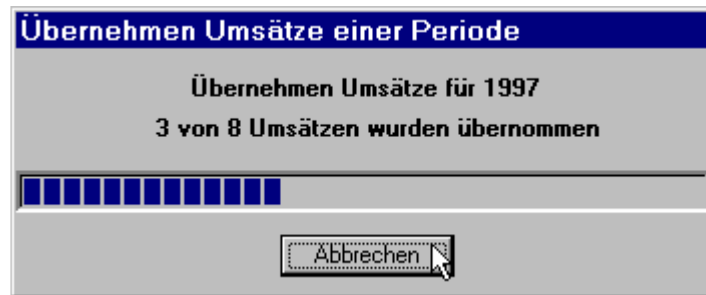 Übernehmen Umsätze einer Periode
Übernehmen Umsätze für 1997
3 von 8 Umsätzen wurden übernommen
Abbrechen